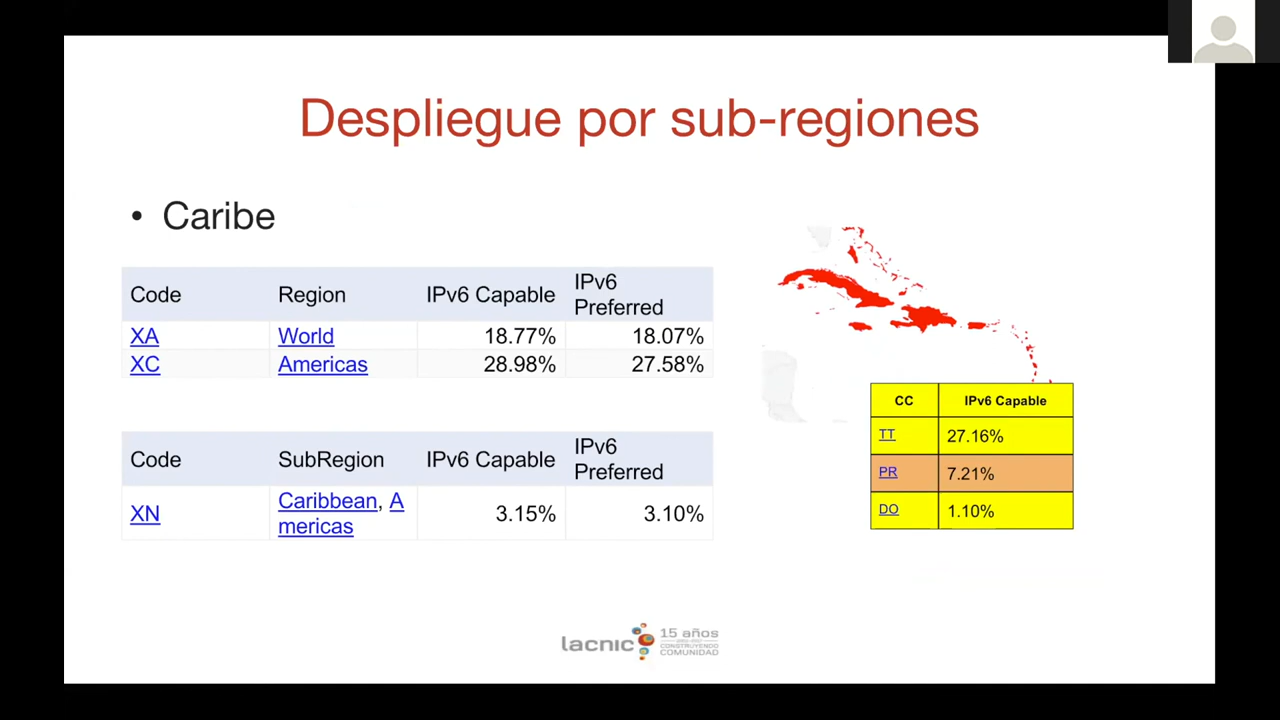 Despliegue por sub-regiones
• Caribe
Code Region IPv6 Capable IPv6 Preferred
XA World 18.77% 18.07%
XC Americas 28.98% 27.58%
Code SubRegion IPv6 Capable IPv6 Preferred
XN Caribbean, Americas 3.15% 3.10%
CC IPv6 Capable
TT 27.16%
PR 7.21%
DO 1.10%
lacnic 15 años
CONSTRUYENDO
COMUNIDAD